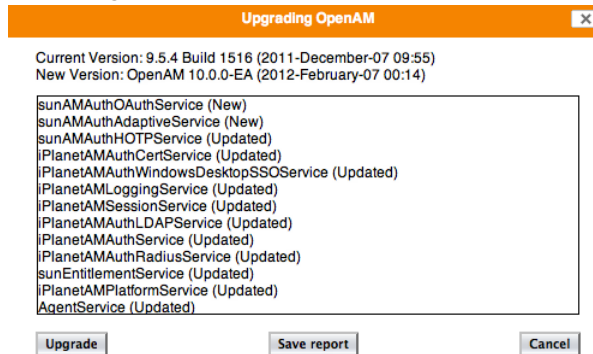 Upgrading OpenAM
Current Version: 9.5.4 Build 1516 (2011-December-07 09:55)
New Version: OpenAM 10.0.0-EA (2012-February-07 00:14)
sunAMAuthOAuthService (New)
sunAMAuthAdaptiveService (New)
sunAMAuthHOTPService (Updated)
iPlanetAMAuthCertService (Updated)
iPlanetAMAuthWindowsDesktopSSOService (Updated)
iPlanetAMLoggingService (Updated)
iPlanetAMSessionService (Updated)
iPlanetAMAuthLDAPService (Updated)
iPlanetAMAuthService (Updated)
iPlanetAMAuthRadiusService (Updated)
sunEntitlementService (Updated)
iPlanetAMPlatformService (Updated)
AgentService (Updated)
Upgrade Save report Cancel